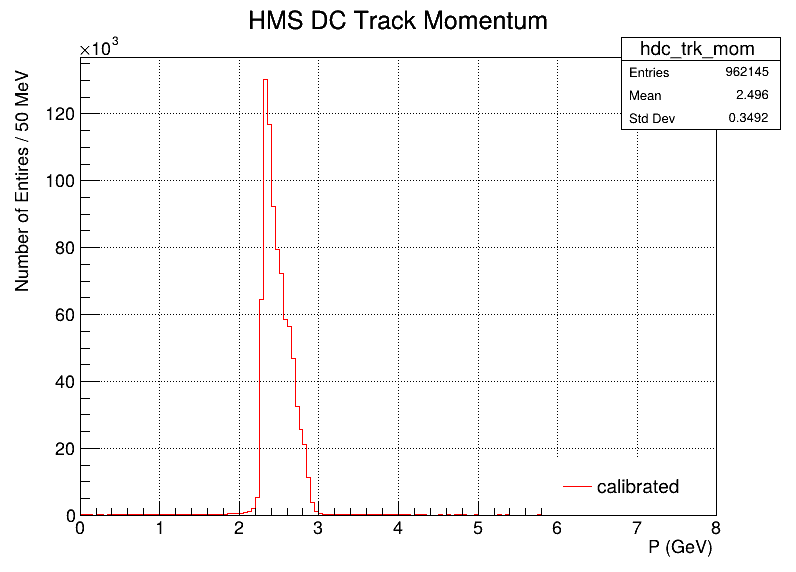 HMS DC Track Momentum
×10³
hdc_trk_mom
Entries 962145
Mean 2.496
Std Dev 0.3492
Number of Entires / 50 MeV
120
100
80
60
40
20
0
calibrated
0 1 2 3 4 5 6 7 8
P (GeV)